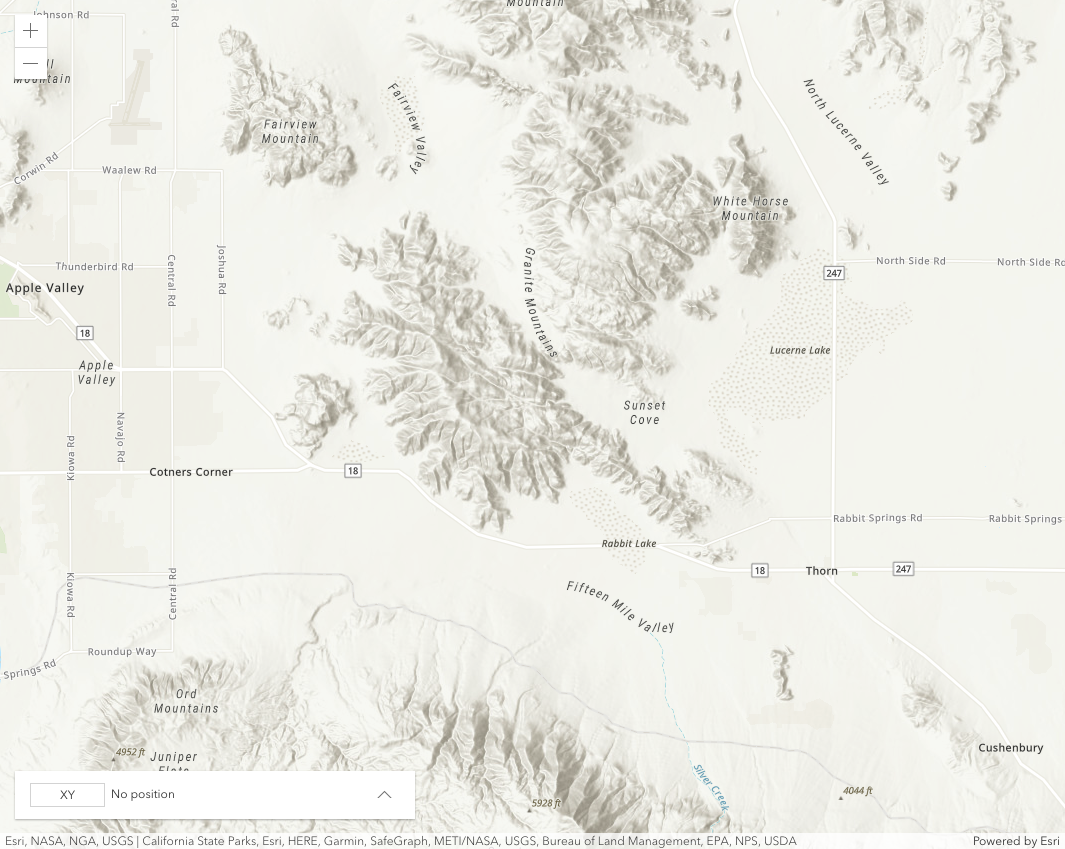 Mountain
Johnson Rd
Mountain
Corwin Rd
Fairview
Mountain
Fairview Valley
North Lucerne Valley
Waalew Rd
White Horse
Mountain
Thunderbird Rd
Central Rd
Joshua Rd
Granite Mountains
247
North Side Rd
North Side Rd
Apple Valley
18
Lucerne Lake
Apple
Valley
Sunset
Cove
Navajo Rd
Kiowa Rd
Cotners Corner
18
Rabbit Springs Rd
Rabbit Springs
Rabbit Lake
18
Thorn
247
Kiowa Rd
Central Rd
Fifteen Mile Valley
Roundup Way
Springs Rd
Ord
Mountains
4952 ft
Juniper
Flats
Cushenbury
Silver Creek
4044 ft
5928 ft
XY
No position
Esri, NASA, NGA, USGS | California State Parks, Esri, HERE, Garmin, SafeGraph, METI/NASA, USGS, Bureau of Land Management, EPA, NPS, USDA
Powered by Esri